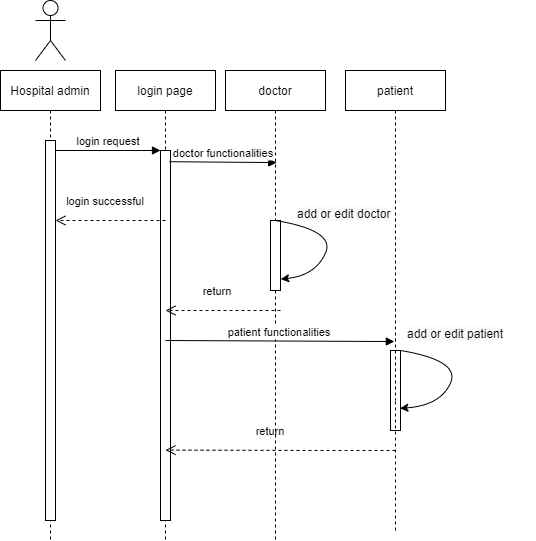 Hospital admin
login page
doctor
patient
login request
doctor functionalities
login successful
add or edit doctor
return
patient functionalities
add or edit patient
return